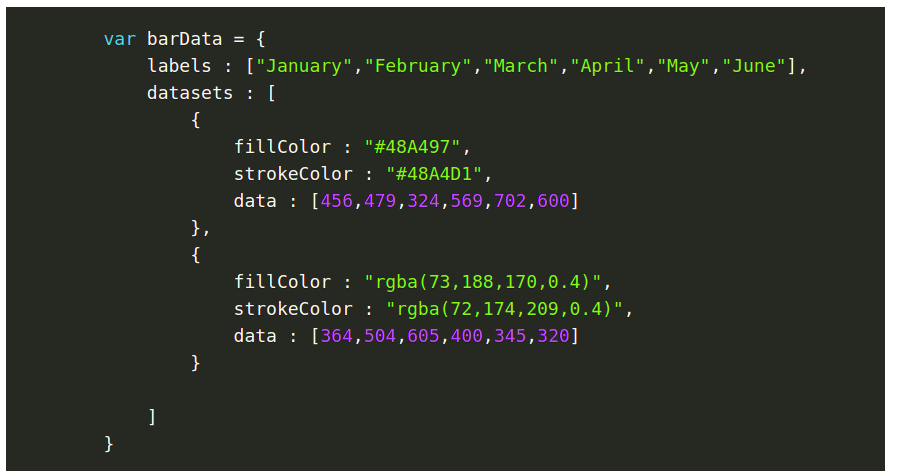 var barData = {
    labels : ["January","February","March","April","May","June"],
    datasets : [
        {
            fillColor : "#48A497",
            strokeColor : "#48A4D1",
            data : [456,479,324,569,702,600]
        },
        {
            fillColor : "rgba(73,188,170,0.4)",
            strokeColor : "rgba(72,174,209,0.4)",
            data : [364,504,605,400,345,320]
        }

    ]
}